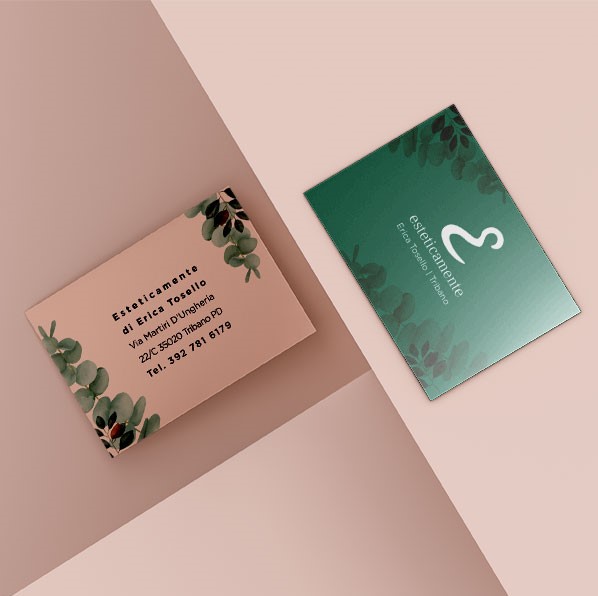 Esteticamente
di Erica Tosello
Via Martiri D'Ungheria
22/C 35020 Tribano PD
Tel. 392 781 6179
esteticamente
Erica Tosello | Tribano